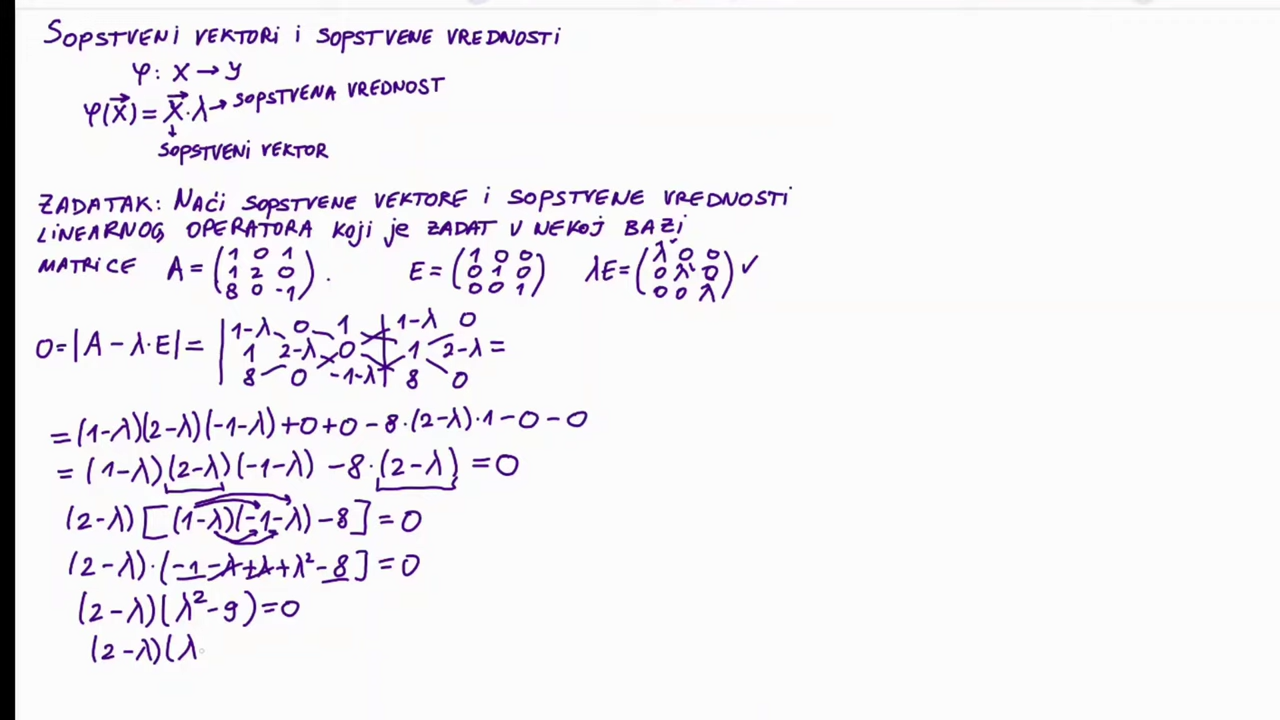 SOPSTVENI VEKTORI I SOPSTVENE VREDNOSTI
φ: X → Y
φ(x⃗) = x⃗·λ → SOPSTVENA VREDNOST
↓
SOPSTVENI VEKTOR
ZADATAK: NAĆI SOPSTVENE VEKTORE I SOPSTVENE VREDNOSTI
LINEARNOG OPERATORA KOJI JE ZADAT U NEKOJ BAZI
MATRICE A = (1 0 1; 1 2 0; 8 0 -1). E = (1 0 0; 0 1 0; 0 0 1) λE = (λ 0 0; 0 λ 0; 0 0 λ) ✓
0 = |A - λ·E| = |1-λ 0 1; 1 2-λ 0; 8 0 -1-λ| 1-λ 0; 1 2-λ; 8 0 =
= (1-λ)(2-λ)(-1-λ) + 0 + 0 - 8·(2-λ)·1 - 0 - 0
= (1-λ)(2-λ)(-1-λ) - 8·(2-λ) = 0
(2-λ)[(1-λ)(-1-λ) - 8] = 0
(2-λ)·(-1-λ+λ+λ²-8] = 0
(2-λ)(λ²-9) = 0
(2-λ)(λ